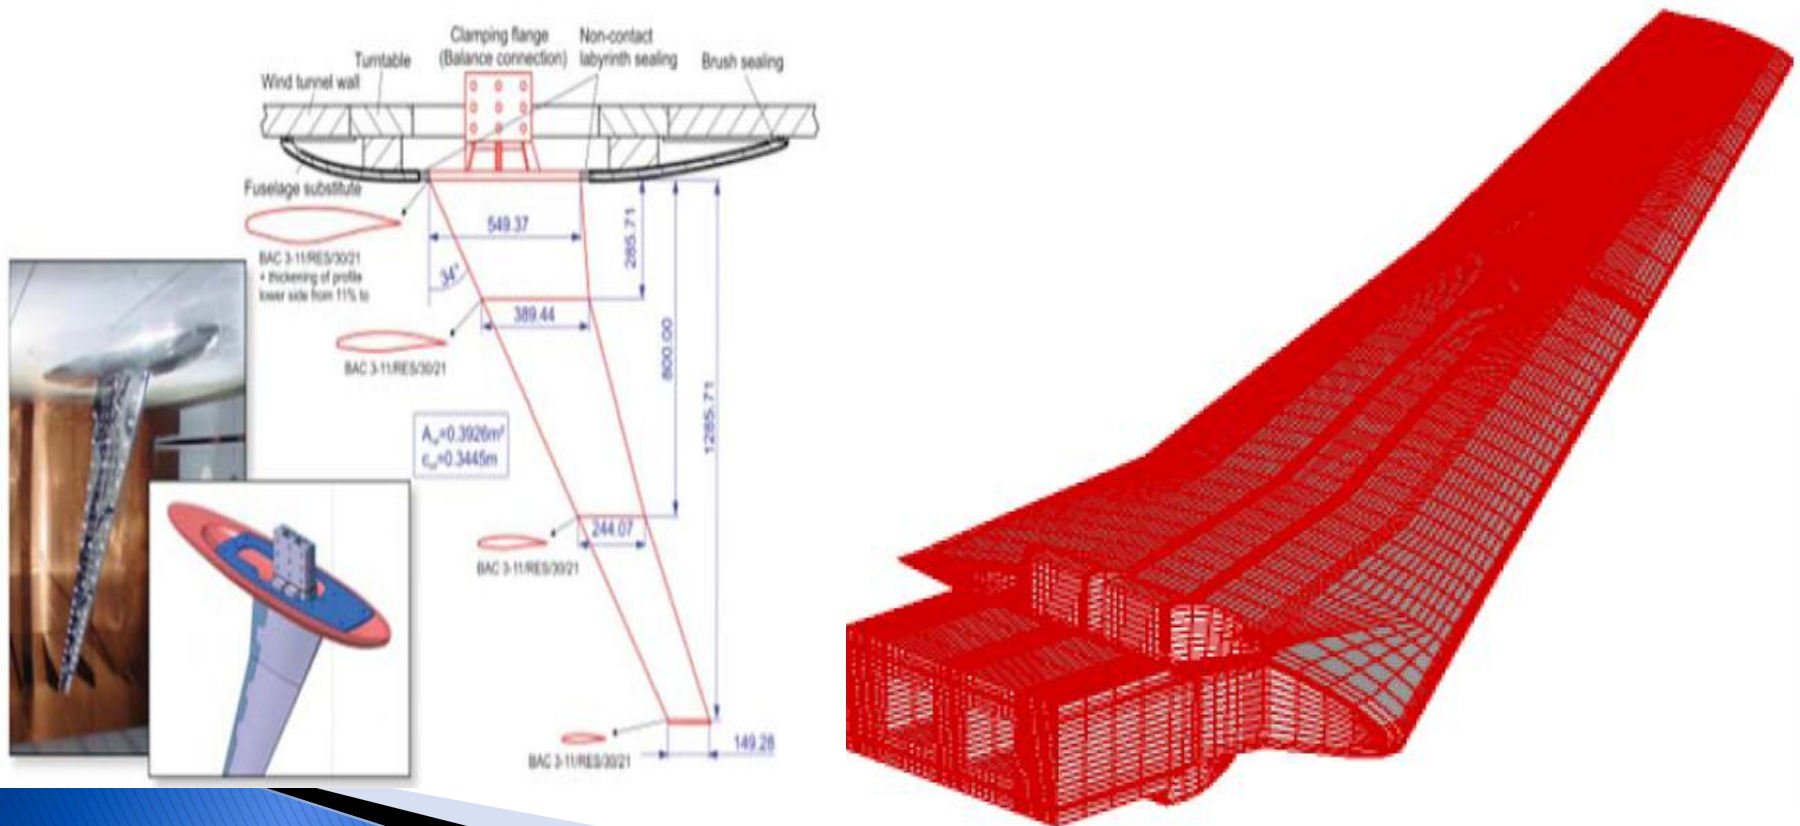 Clamping flange
(Balance connection)
Non-contact
labyrinth sealing
Turntable
Brush sealing
Wind tunnel wall
Fuselage substitute
BAC 3-11/RES/30/21
+ thickening of profile
lower side from 11% to
549.37
285.71
34°
389.44
BAC 3-11/RES/30/21
800.00
1285.71
Aref=0.3926m²
cref=0.3445m
244.07
BAC 3-11/RES/30/21
149.28
BAC 3-11/RES/30/21